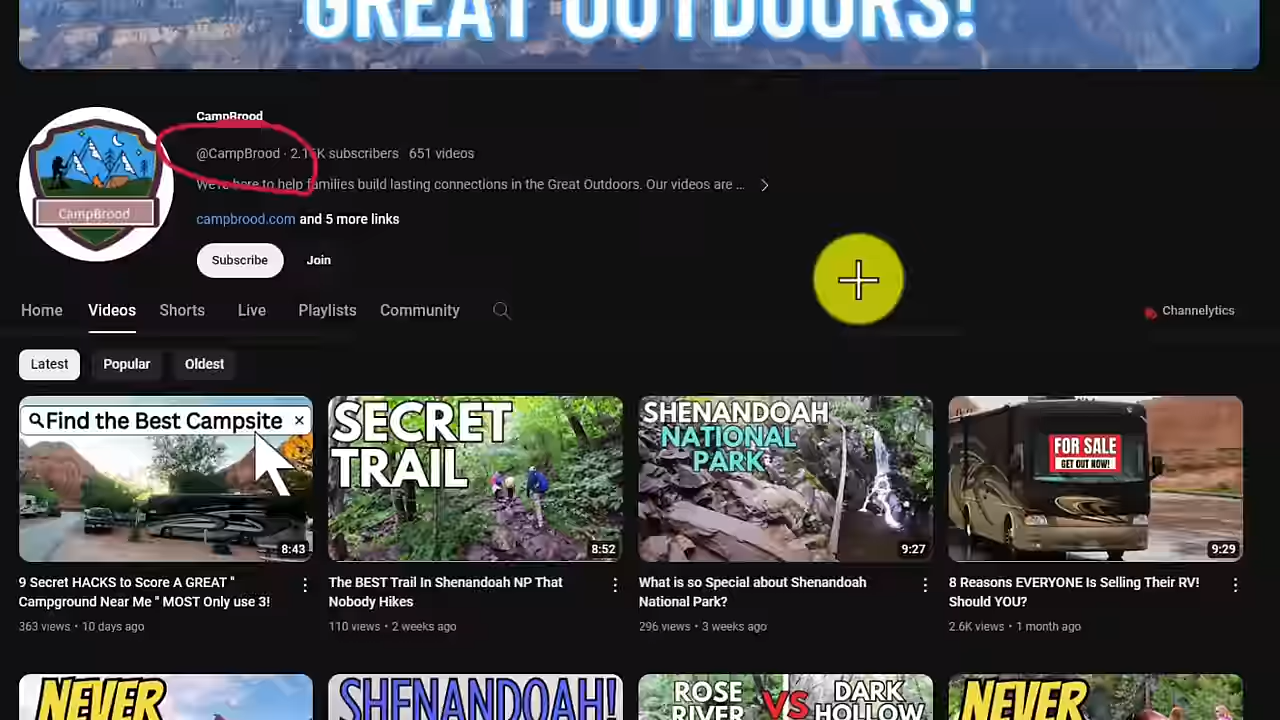 GREAT OUTDOORS!
CampBrood
@CampBrood · 2.15K subscribers 651 videos
We're here to help families build lasting connections in the Great Outdoors. Our videos are ...
CampBrood
campbrood.com and 5 more links
Subscribe Join
Home Videos Shorts Live Playlists Community
Channelytics
Latest Popular Oldest
Find the Best Campsite ×
SECRET
TRAIL
SHENANDOAH
NATIONAL
PARK
FOR SALE
GET OUT NOW!
8:43
8:52
9:27
9:29
9 Secret HACKS to Score A GREAT "
Campground Near Me " MOST Only use 3!
363 views • 10 days ago
The BEST Trail In Shenandoah NP That
Nobody Hikes
110 views • 2 weeks ago
What is so Special about Shenandoah
National Park?
296 views • 3 weeks ago
8 Reasons EVERYONE Is Selling Their RV!
Should YOU?
2.6K views • 1 month ago
NEVER
SHENANDOAH!
ROSE
RIVER
VS
DARK
HOLLOW
NEVER